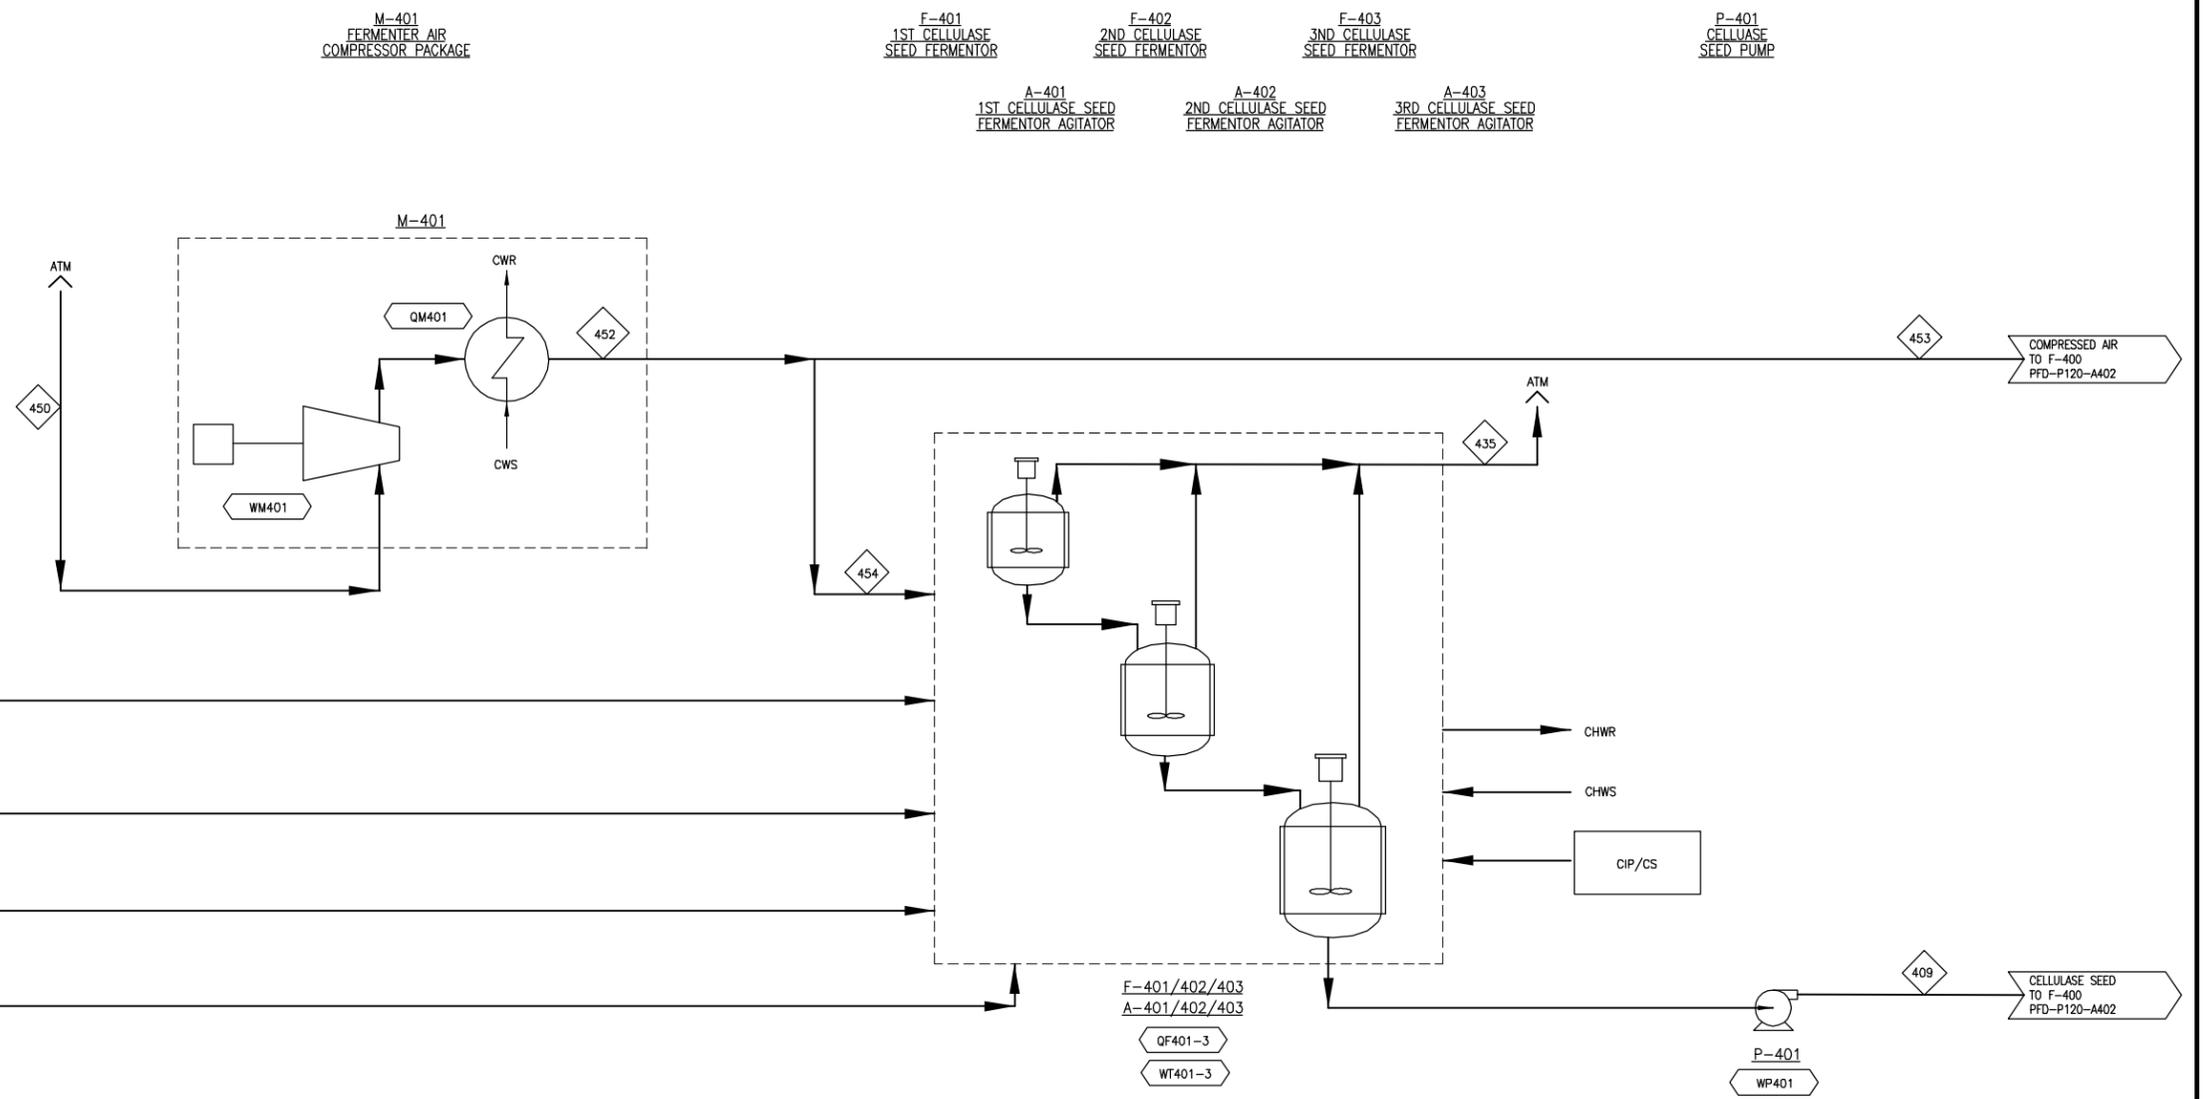 M-401
FERMENTER AIR
COMPRESSOR PACKAGE
F-401
1ST CELLULASE
SEED FERMENTOR
F-402
2ND CELLULASE
SEED FERMENTOR
F-403
3ND CELLULASE
SEED FERMENTOR
P-401
CELLUASE
SEED PUMP
A-401
1ST CELLULASE SEED
FERMENTOR AGITATOR
A-402
2ND CELLULASE SEED
FERMENTOR AGITATOR
A-403
3RD CELLULASE SEED
FERMENTOR AGITATOR
M-401
ATM
CWR
QM401
452
453
COMPRESSED AIR
TO F-400
PFD-P120-A402
ATM
450
435
CWS
WM401
454
CHWR
CHWS
CIP/CS
409
CELLULASE SEED
TO F-400
PFD-P120-A402
F-401/402/403
A-401/402/403
QF401-3
WT401-3
P-401
WP401